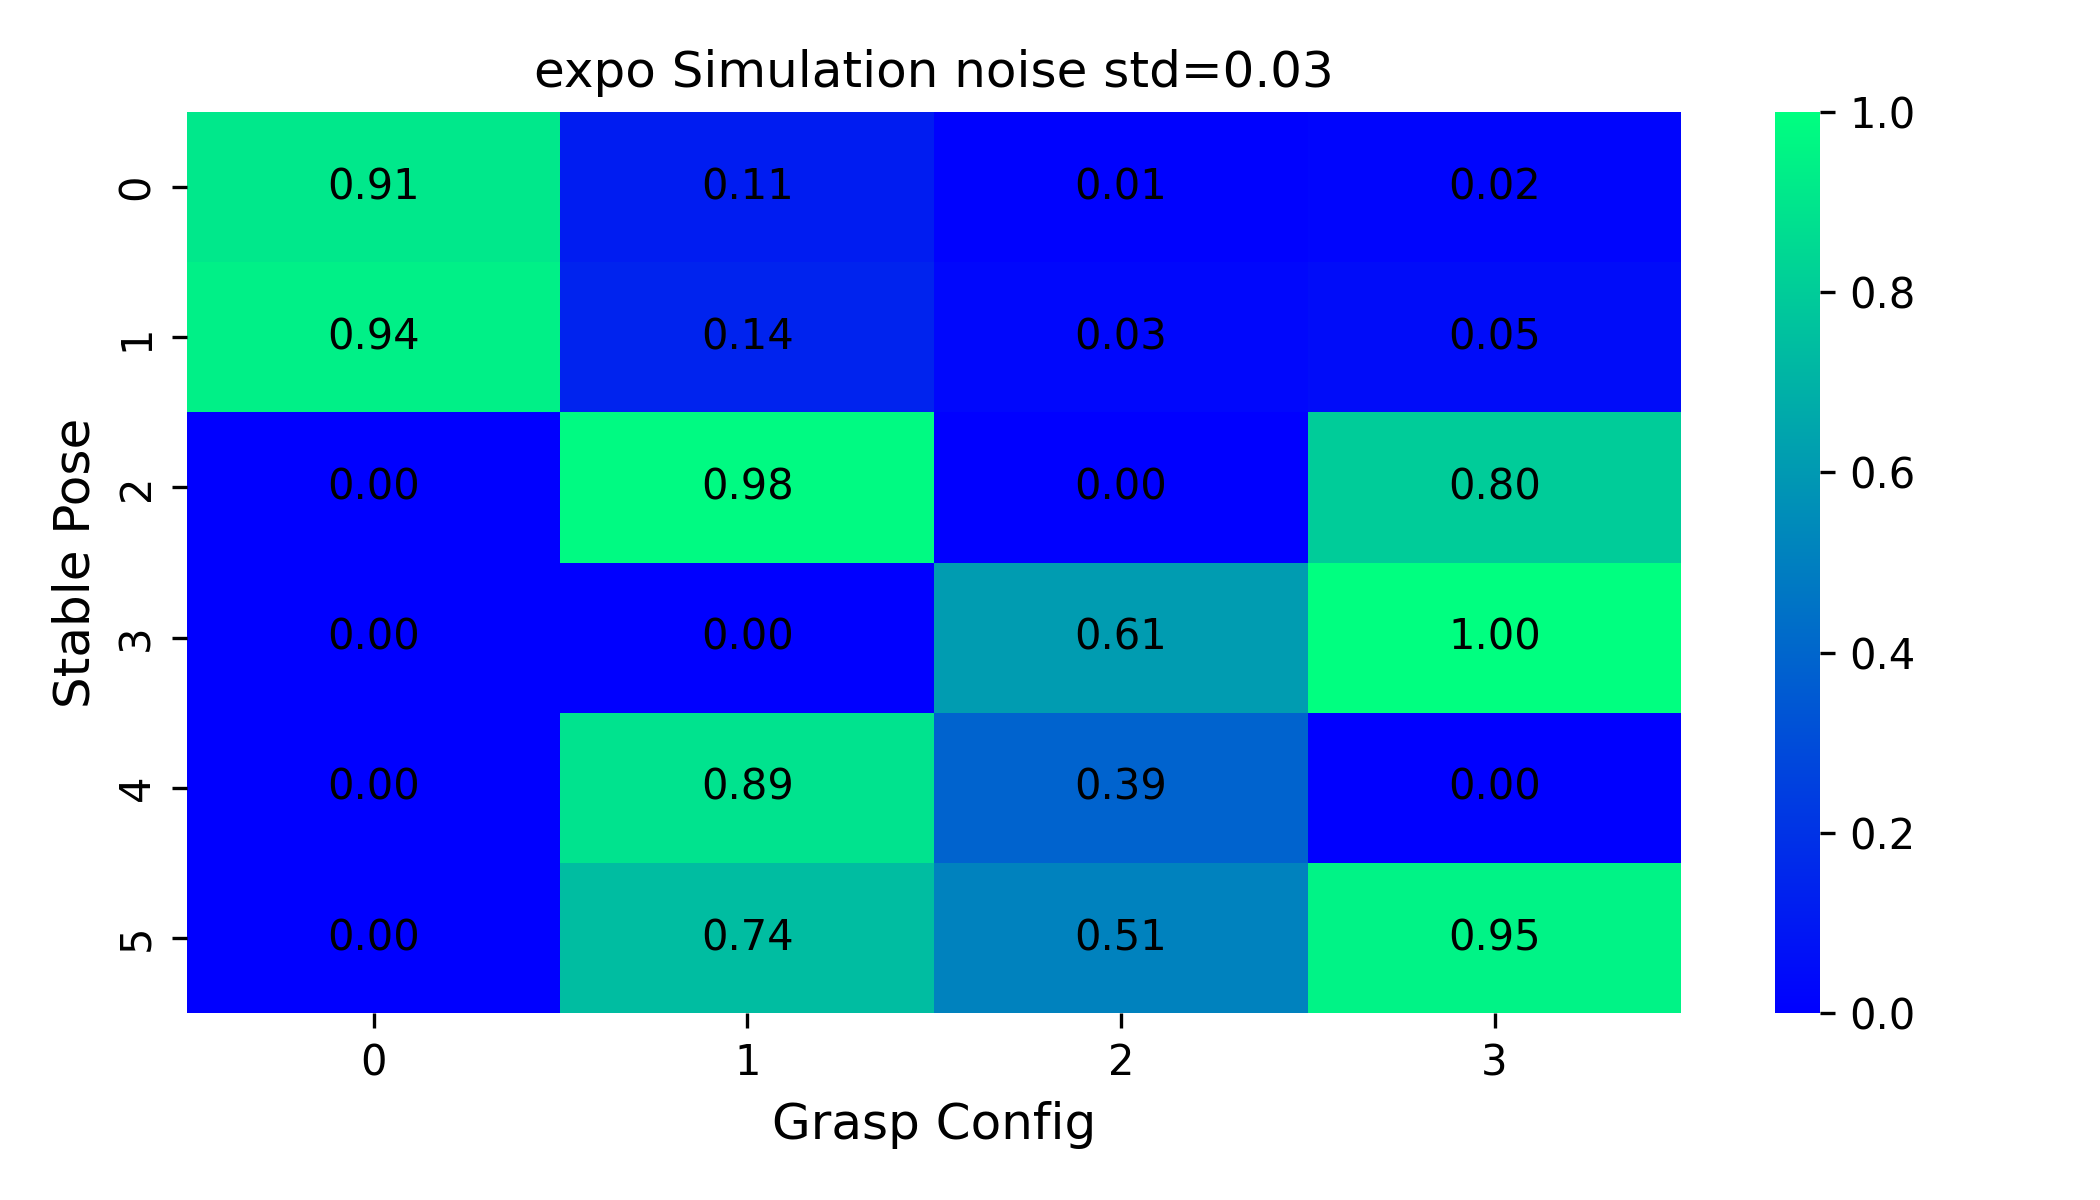 expo Simulation noise std=0.03
1.0
0 0.91 0.11 0.01 0.02
0.8
1 0.94 0.14 0.03 0.05
2 0.00 0.98 0.00 0.80
0.6
Stable Pose
3 0.00 0.00 0.61 1.00
0.4
4 0.00 0.89 0.39 0.00
0.2
5 0.00 0.74 0.51 0.95
0.0
0 1 2 3
Grasp Config